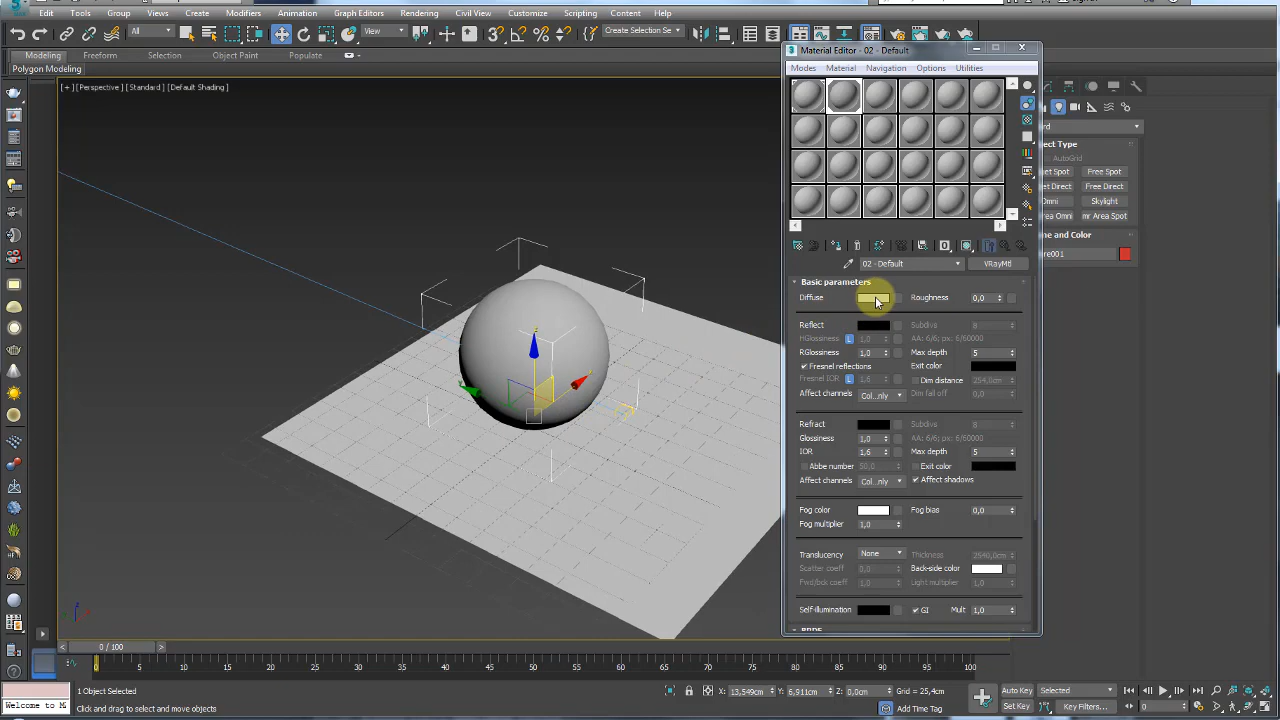 Edit Tools Group Views Create Modifiers Animation Graph Editors Rendering Civil View Customize Scripting Content Help
All View Create Selection Se
Modeling Freeform Selection Object Paint Populate
Polygon Modeling
[+] [Perspective] [Standard] [Default Shading]
Material Editor - 02 - Default
Modes Material Navigation Options Utilities
02 - Default VRayMtl
Basic parameters
Diffuse Roughness 0,0
Reflect Subdivs 8
HGlossiness L 1,0 AA: 6/6; px: 6/60000
RGlossiness 1,0 Max depth 5
Fresnel reflections Exit color
Fresnel IOR L 1,6 Dim distance 254,0cm
Affect channels Col...nly Dim fall off 0,0
Refract Subdivs 8
Glossiness 1,0 AA: 6/6; px: 6/60000
IOR 1,6 Max depth 5
Abbe number 50,0 Exit color
Affect channels Col...nly Affect shadows
Fog color Fog bias 0,0
Fog multiplier 1,0
Translucency None Thickness 2540,0cm
Scatter coeff 0,0 Back-side color
Fwd/bck coeff 1,0 Light multiplier 1,0
Self-illumination GI Mult 1,0
BRDF
rd
ject Type
AutoGrid
et Spot Free Spot
et Direct Free Direct
Omni Skylight
rea Omni mr Area Spot
me and Color
ere001
0 / 100
0 5 10 15 20 25 30 35 40 45 50 55 60 65 70 75 80 85 90 95 100
1 Object Selected X: 13,549cm Y: 6,911cm Z: 0,0cm Grid = 25,4cm Auto Key Selected
Welcome to M Click and drag to select and move objects Add Time Tag Set Key Key Filters... 0